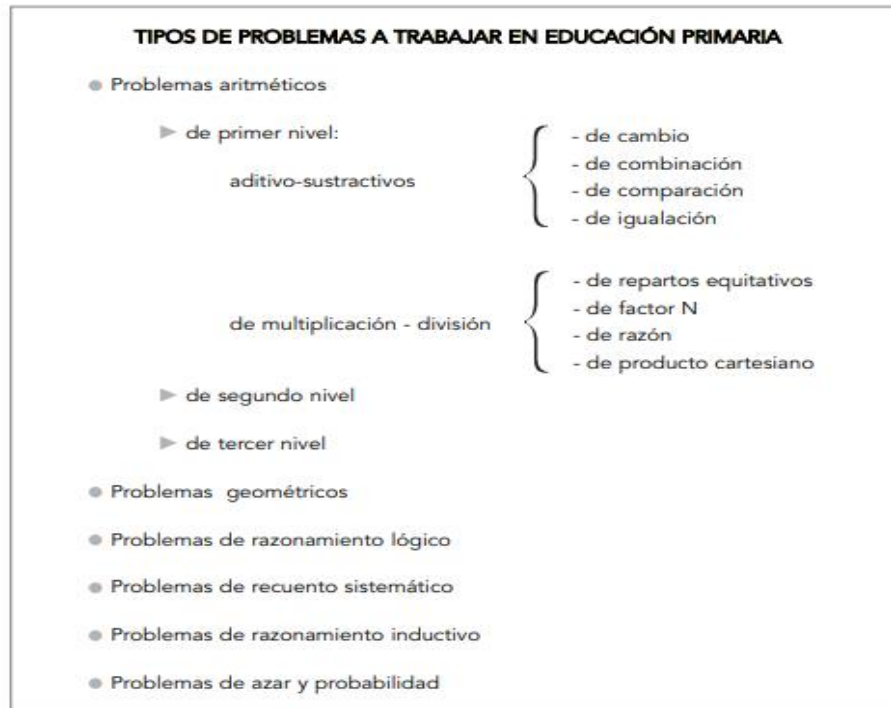 TIPOS DE PROBLEMAS A TRABAJAR EN EDUCACIÓN PRIMARIA
● Problemas aritméticos
► de primer nivel:
aditivo-sustractivos
- de cambio
- de combinación
- de comparación
- de igualación
de multiplicación - división
- de repartos equitativos
- de factor N
- de razón
- de producto cartesiano
► de segundo nivel
► de tercer nivel
● Problemas geométricos
● Problemas de razonamiento lógico
● Problemas de recuento sistemático
● Problemas de razonamiento inductivo
● Problemas de azar y probabilidad